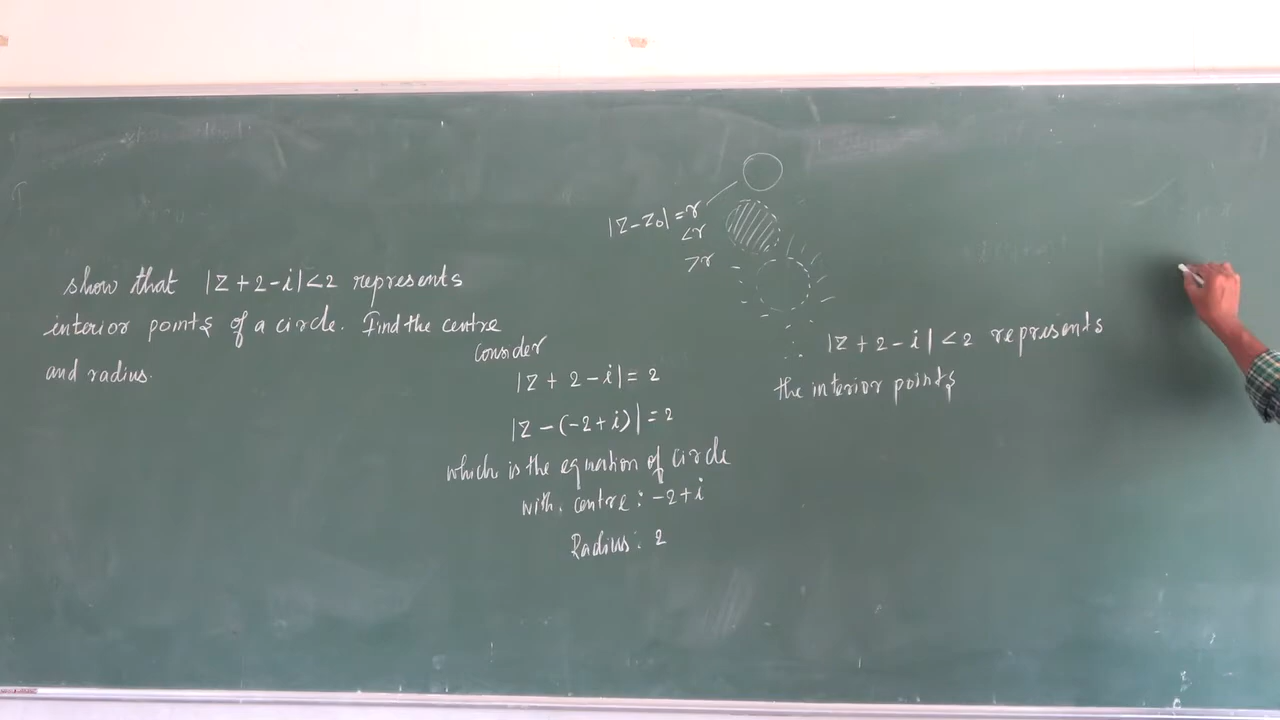 show that |z+2-i|<2 represents
interior points of a circle. Find the centre
and radius.
consider
|z+2-i|=2
|z-(-2+i)|=2
which is the equation of circle
with. centre: -2+i
Radius: 2
|z-z₀|=r
<r
>r
∴ |z+2-i|<2 represents
the interior points